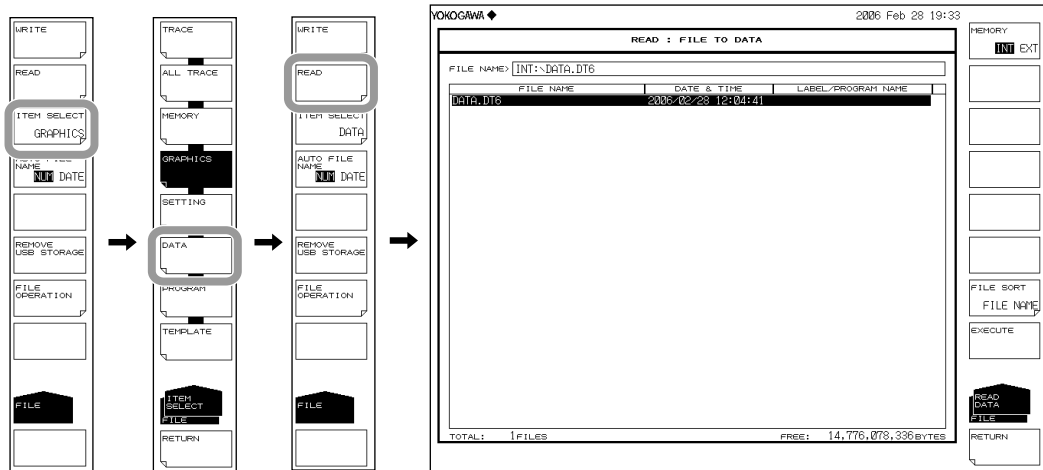 WRITE
READ
ITEM SELECT
GRAPHICS
AUTO FILE
NAME
NUM DATE
REMOVE
USB STORAGE
FILE
OPERATION
FILE
TRACE
ALL TRACE
MEMORY
GRAPHICS
SETTING
DATA
PROGRAM
TEMPLATE
ITEM
SELECT
FILE
RETURN
WRITE
READ
ITEM SELECT
DATA
AUTO FILE
NAME
NUM DATE
REMOVE
USB STORAGE
FILE
OPERATION
FILE
YOKOGAWA 2006 Feb 28 19:33
READ : FILE TO DATA
FILE NAME> INT:\DATA.DT6
FILE NAME DATE & TIME LABEL/PROGRAM NAME
DATA.DT6 2006/02/28 12:04:41
TOTAL: 1FILES FREE: 14,776,078,336BYTES
MEMORY
INT EXT
FILE SORT
FILE NAME
EXECUTE
READ
DATA
FILE
RETURN